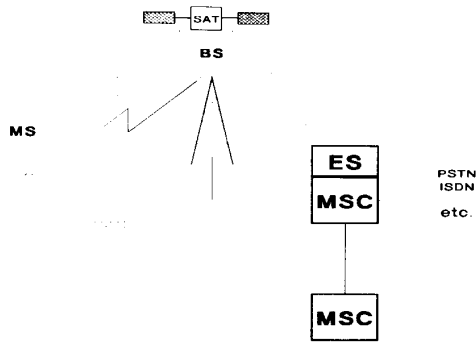 SAT
BS
MS
ES
MSC
PSTN
ISDN
etc.
MSC